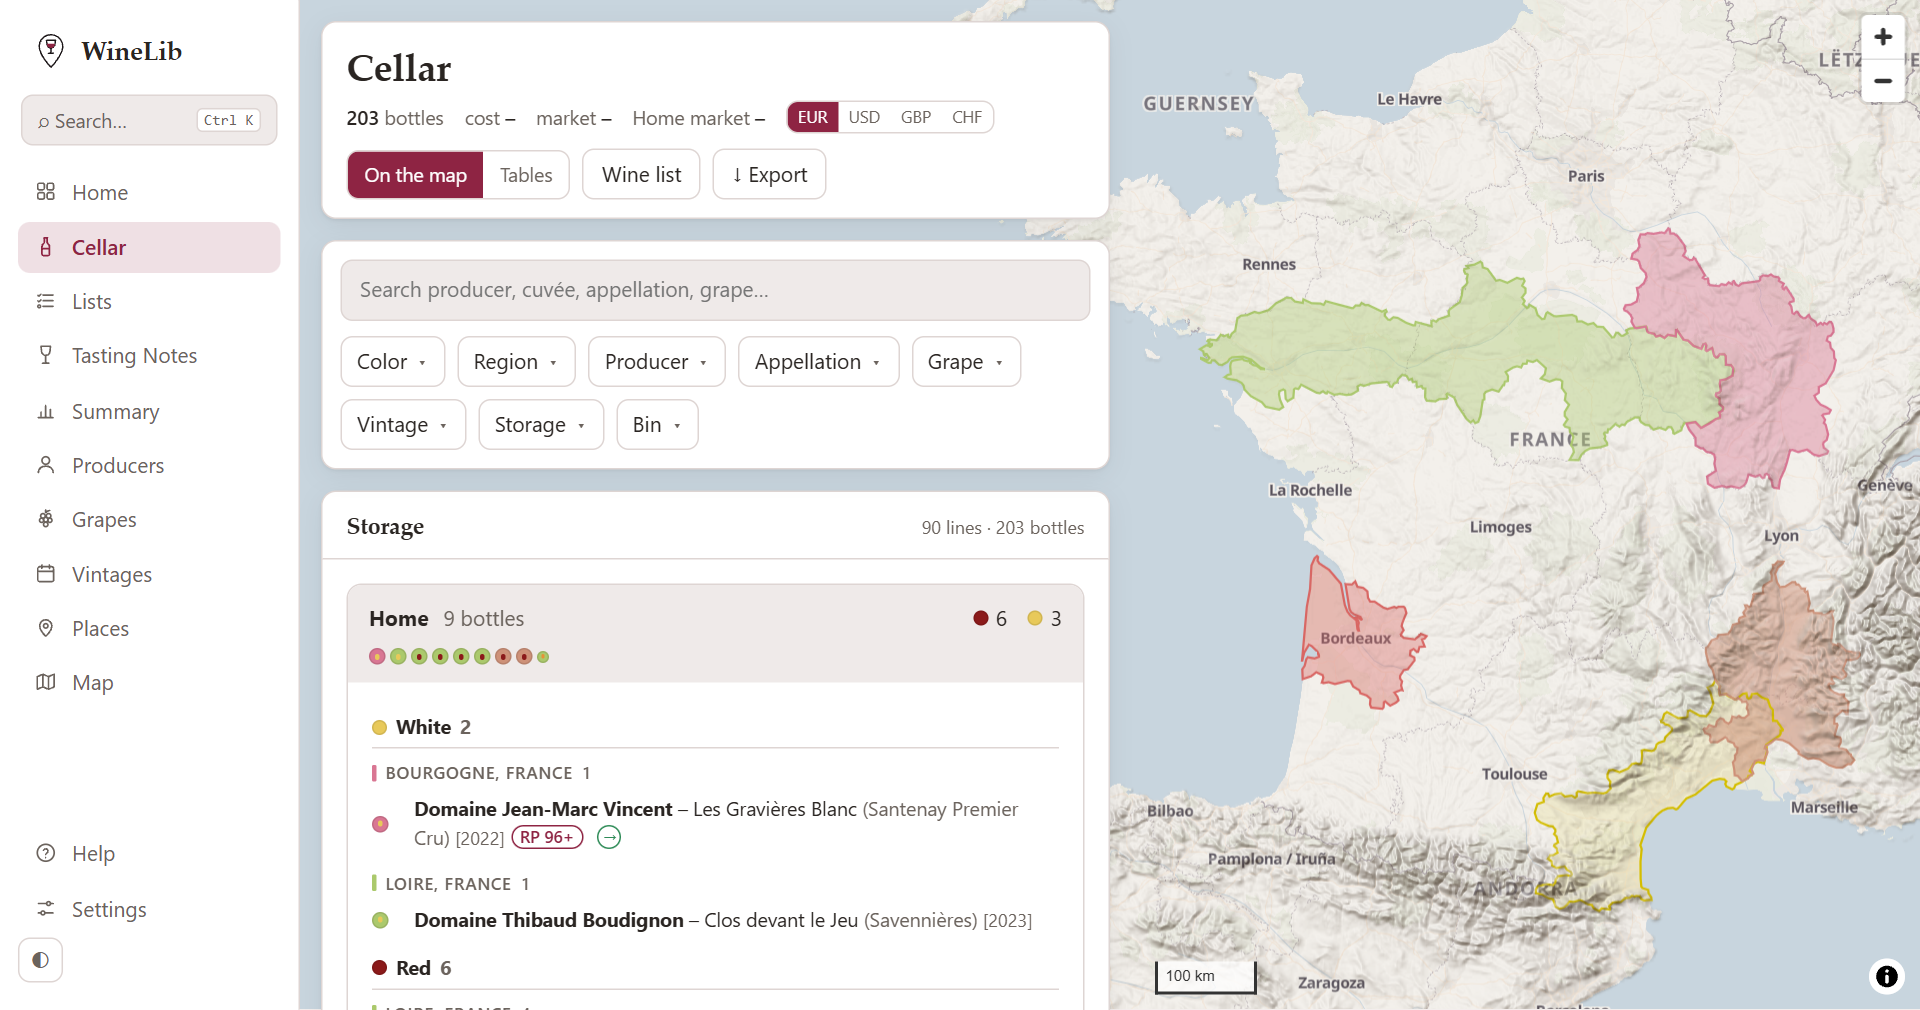 WineLib
Search...
Ctrl K
Home
Cellar
Lists
Tasting Notes
Summary
Producers
Grapes
Vintages
Places
Map
Help
Settings
Cellar
203 bottles cost – market – Home market – EUR USD GBP CHF
On the map Tables Wine list ↓ Export
Search producer, cuvée, appellation, grape...
Color Region Producer Appellation Grape
Vintage Storage Bin
Storage 90 lines · 203 bottles
Home 9 bottles 6 3
White 2
BOURGOGNE, FRANCE 1
Domaine Jean-Marc Vincent – Les Gravières Blanc (Santenay Premier
Cru) [2022] RP 96+ →
LOIRE, FRANCE 1
Domaine Thibaud Boudignon – Clos devant le Jeu (Savennières) [2023]
Red 6
GUERNSEY
Le Havre
Paris
Rennes
FRANCE
La Rochelle
Genève
Limoges
Lyon
Bordeaux
Toulouse
Marseille
Bilbao
Pamplona / Iruña
ANDORRA
Zaragoza
100 km
+
−